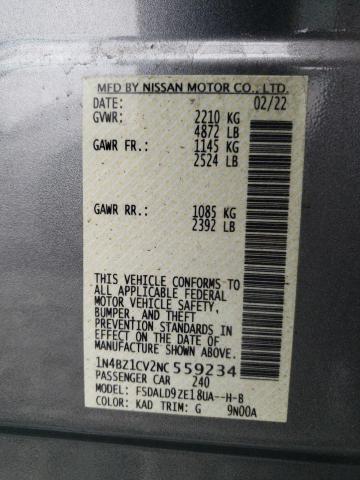 MFD BY NISSAN MOTOR CO., LTD.
DATE: 02/22
GVWR: 2210 KG
4872 LB
GAWR FR.: 1145 KG
2524 LB
GAWR RR.: 1085 KG
2392 LB
THIS VEHICLE CONFORMS TO
ALL APPLICABLE FEDERAL
MOTOR VEHICLE SAFETY,
BUMPER, AND THEFT
PREVENTION STANDARDS IN
EFFECT ON THE DATE OF
MANUFACTURE SHOWN ABOVE.
1N4BZ1CV2NC559234
PASSENGER CAR 240
MODEL: FSDALD9ZE18UA--H-B
COLOR: KAD TRIM: G 9N00A